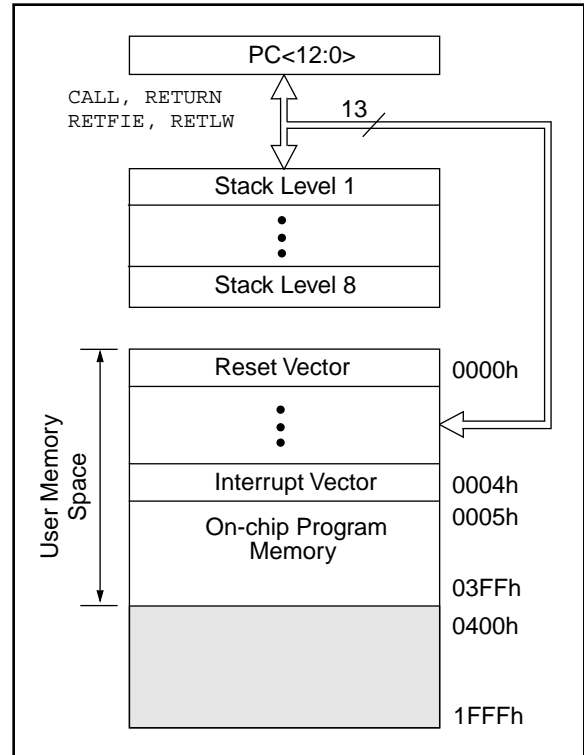 PC<12:0>
CALL, RETURN
RETFIE, RETLW
13
Stack Level 1
Stack Level 8
User Memory
Space
Reset Vector
0000h
Interrupt Vector
0004h
On-chip Program
Memory
0005h
03FFh
0400h
1FFFh